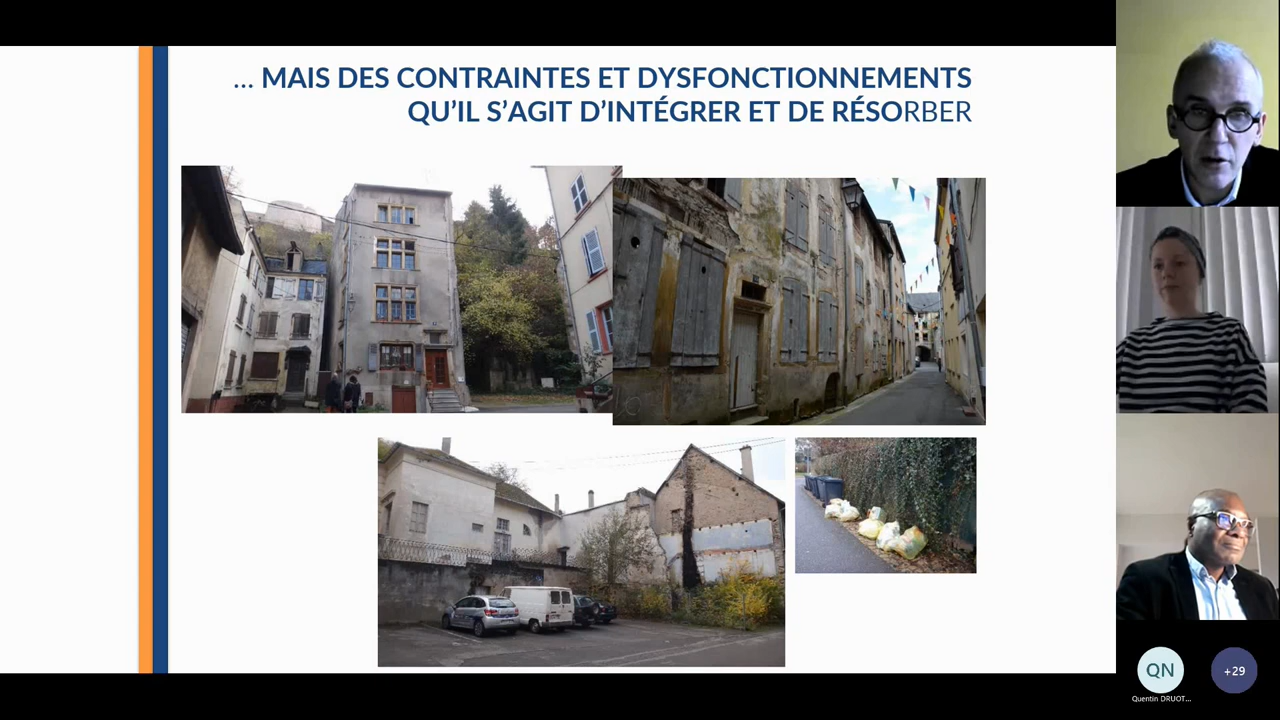 ... MAIS DES CONTRAINTES ET DYSFONCTIONNEMENTS
QU'IL S'AGIT D'INTÉGRER ET DE RÉSORBER
QN
+29
Quentin DRUOT...